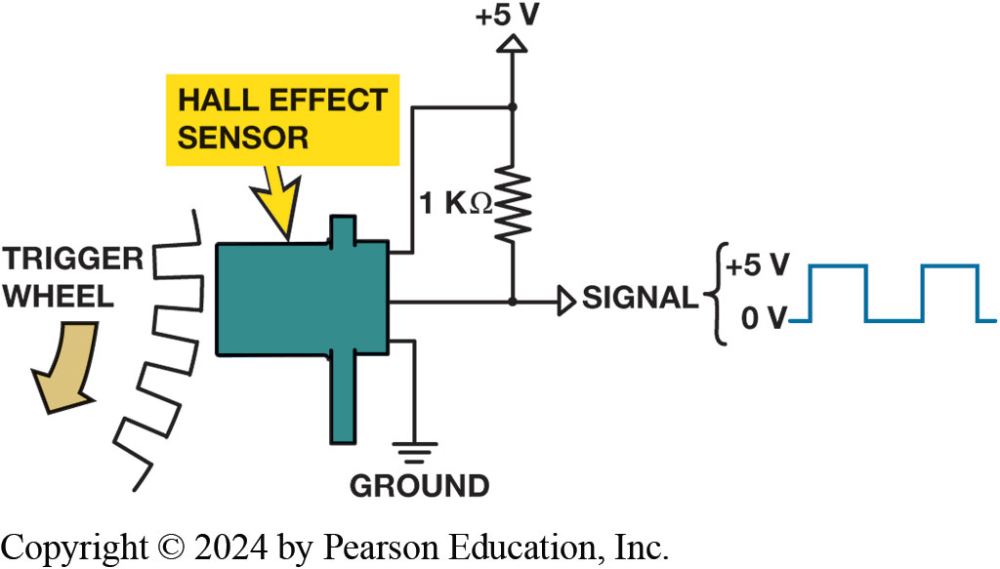 +5 V
HALL EFFECT
SENSOR
1 KΩ
TRIGGER
WHEEL
SIGNAL
+5 V
0 V
GROUND
Copyright © 2024 by Pearson Education, Inc.